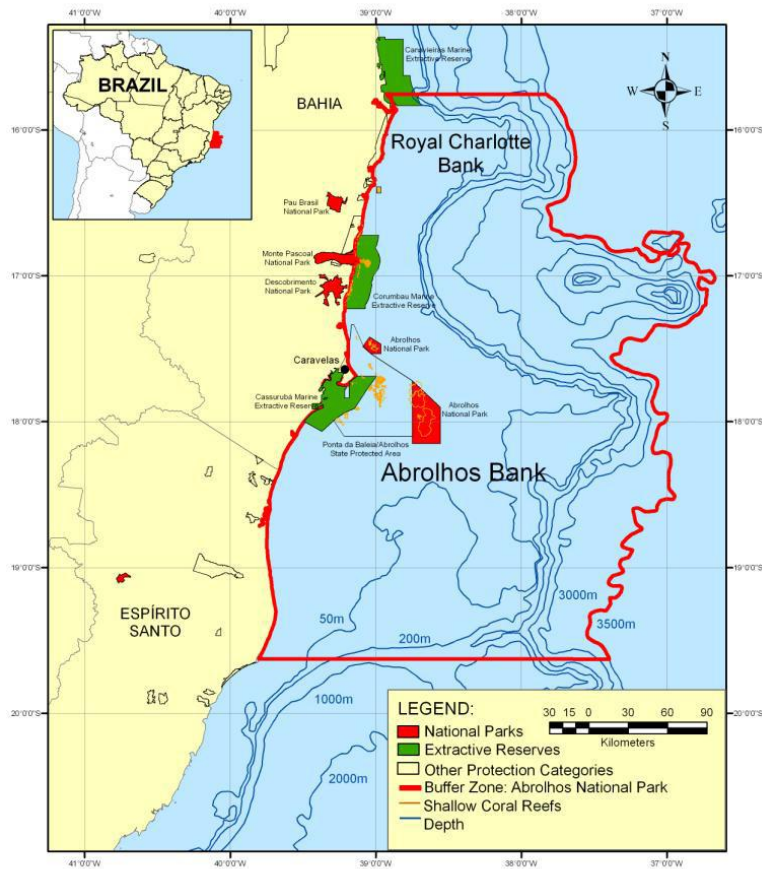 41°0'0"W
40°0'0"W
39°0'0"W
38°0'0"W
37°0'0"W
BRAZIL
BAHIA
Caravieiras Marine
Extractive Reserve
N
W
E
S
16°0'0"S
16°0'0"S
Royal Charlotte
Bank
Pau Brasil
National Park
Monte Pascoal
National Park
17°0'0"S
17°0'0"S
Descobrimento
National Park
Corumbau Marine
Extractive Reserve
Abrolhos
National Park
Caravelas
Cassurubá Marine
Extractive Reserve
Abrolhos
National Park
18°0'0"S
18°0'0"S
Ponta da Baleia/Abrolhos
State Protected Area
Abrolhos Bank
19°0'0"S
19°0'0"S
3000m
50m
3500m
ESPÍRITO
SANTO
200m
1000m
20°0'0"S
20°0'0"S
2000m
LEGEND:
National Parks
Extractive Reserves
Other Protection Categories
Buffer Zone: Abrolhos National Park
Shallow Coral Reefs
Depth
30 15 0 30 60 90
Kilometers
41°0'0"W
40°0'0"W
39°0'0"W
38°0'0"W
37°0'0"W